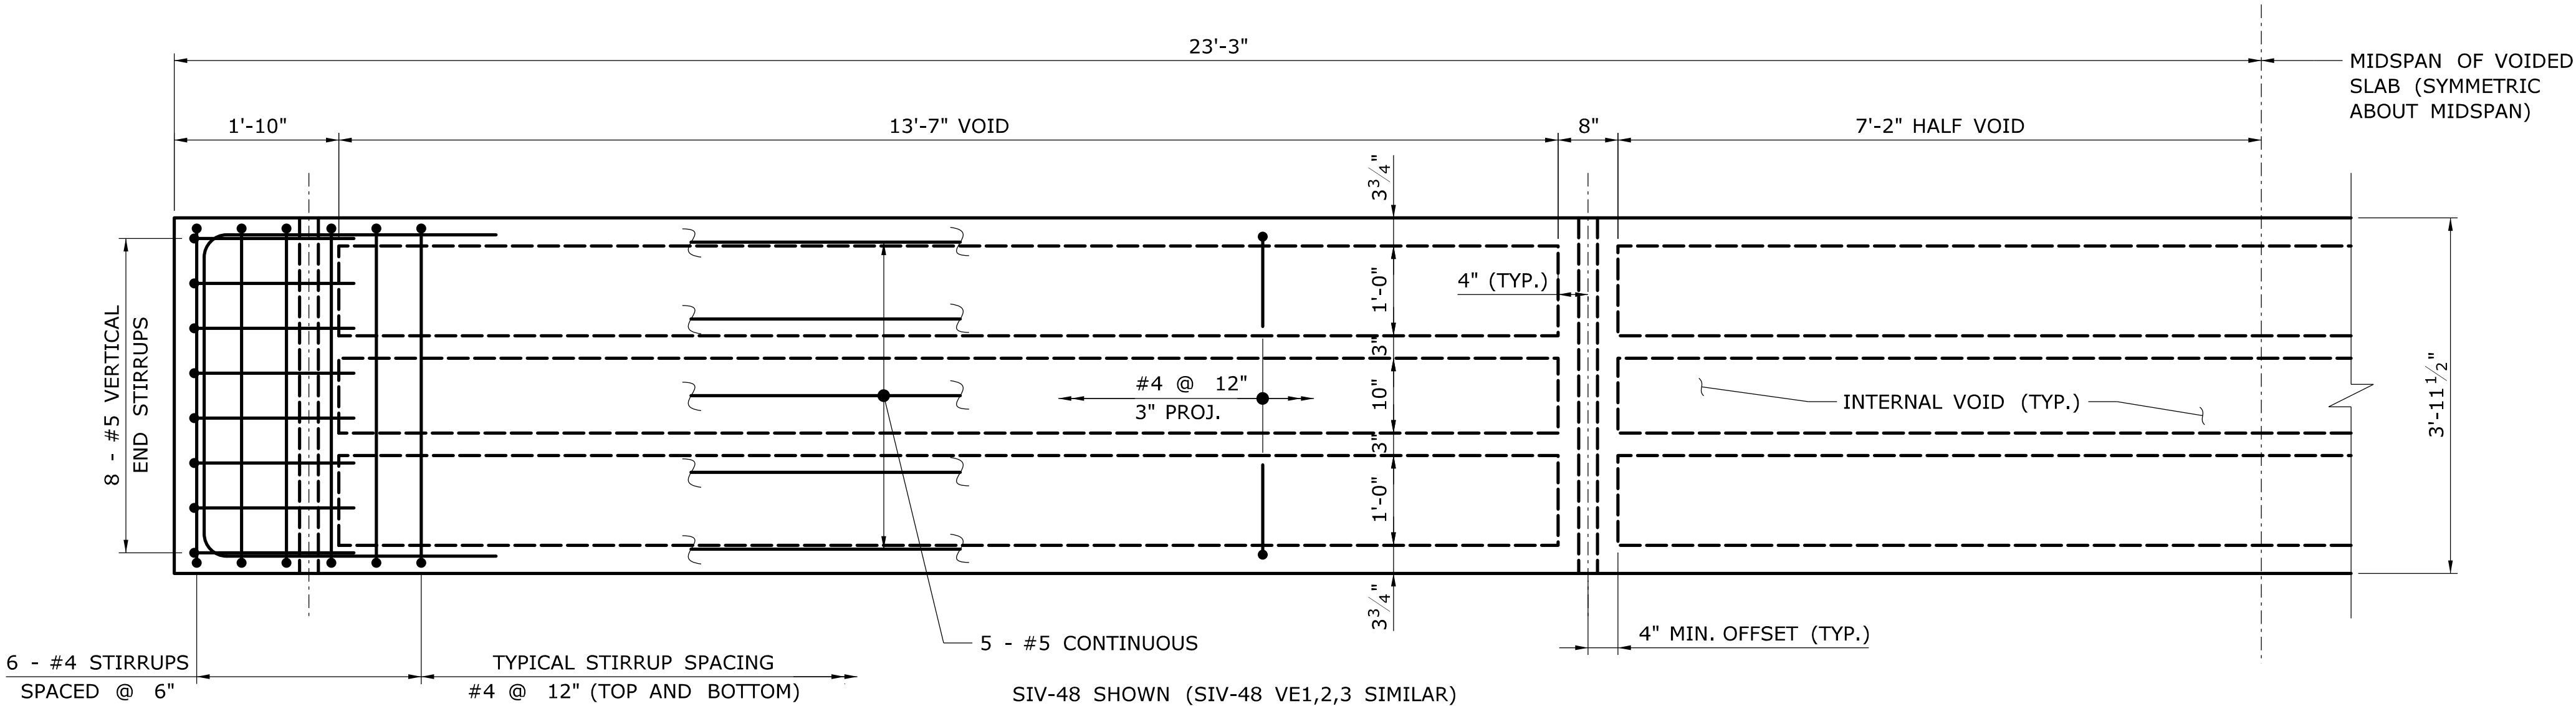 23'-3"
MIDSPAN OF VOIDED
SLAB (SYMMETRIC
ABOUT MIDSPAN)
1'-10"
13'-7" VOID
8"
7'-2" HALF VOID
3 3/4"
4" (TYP.)
1'-0"
3"
8 - #5 VERTICAL
END STIRRUPS
#4 @ 12"
3" PROJ.
10"
INTERNAL VOID (TYP.)
3'-11 1/2"
3"
1'-0"
3 3/4"
5 - #5 CONTINUOUS
4" MIN. OFFSET (TYP.)
6 - #4 STIRRUPS
SPACED @ 6"
TYPICAL STIRRUP SPACING
#4 @ 12" (TOP AND BOTTOM)
SIV-48 SHOWN (SIV-48 VE1,2,3 SIMILAR)